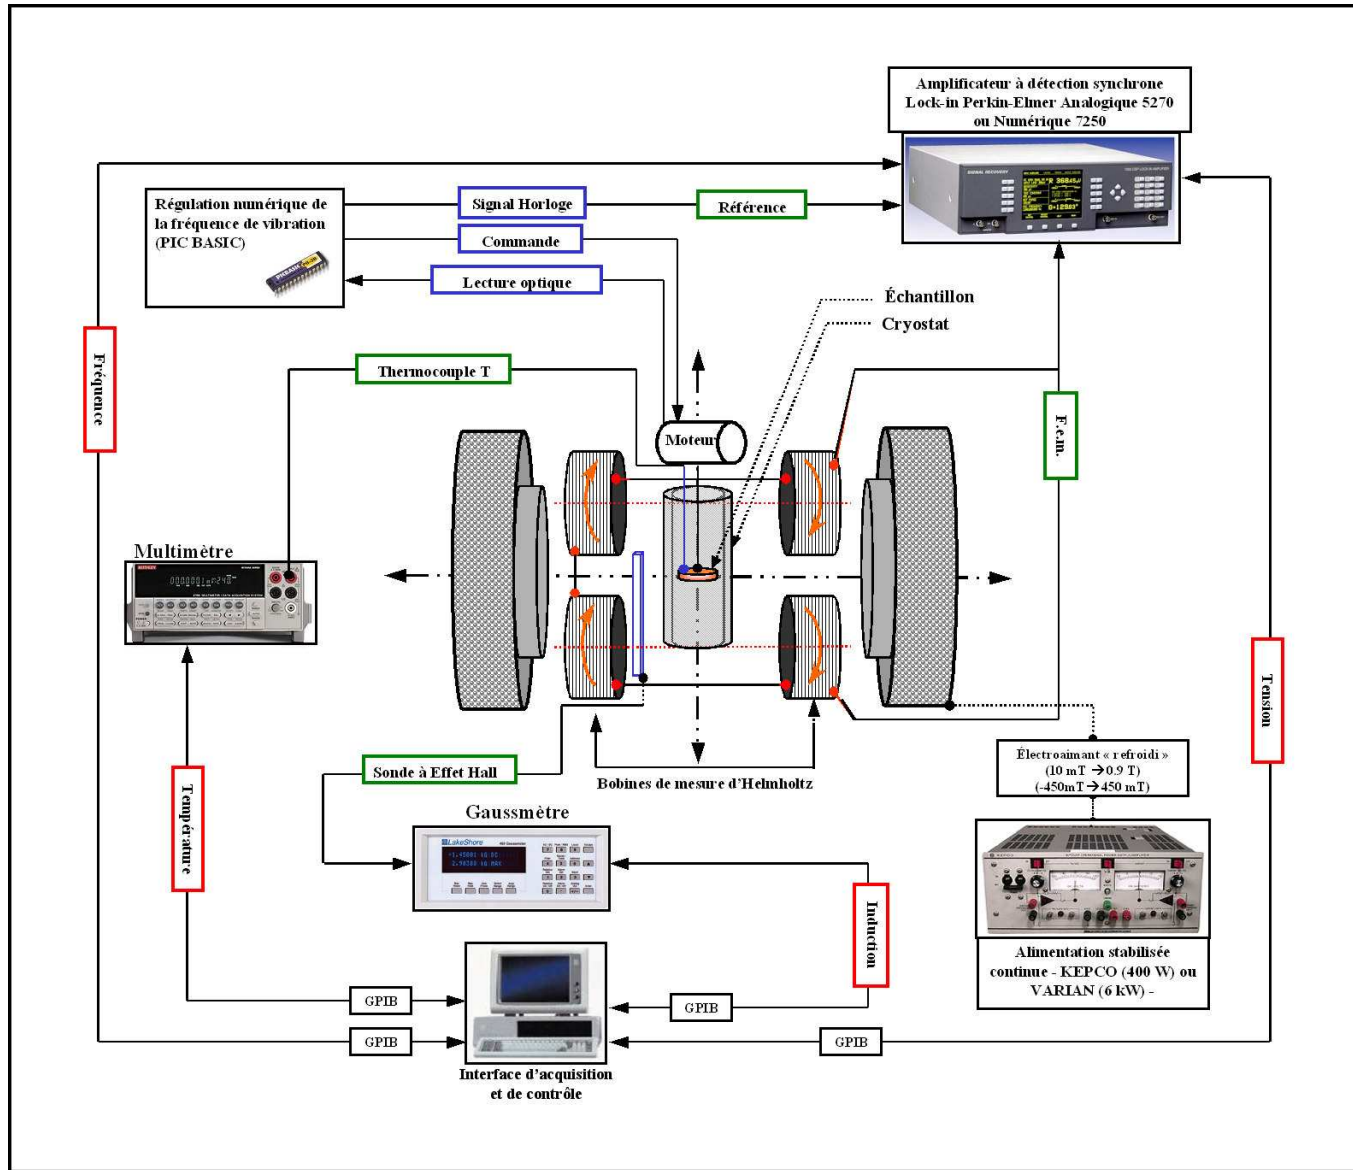 Amplificateur à détection synchrone
Lock-in Perkin-Elmer Analogique 5270
ou Numérique 7250
Régulation numérique de
la fréquence de vibration
(PIC BASIC)
Signal Horloge
Référence
Commande
Lecture optique
Échantillon
Cryostat
Fréquence
Thermocouple T
Moteur
F.e.m.
Multimètre
Tension
Électroaimant « refroidi »
(10 mT → 0.9 T)
(-450mT → 450 mT)
Sonde à Effet Hall
Bobines de mesure d'Helmholtz
Température
Gaussmètre
LakeShore
Induction
Alimentation stabilisée
continue - KEPCO (400 W) ou
VARIAN (6 kW) -
GPIB
GPIB
GPIB
GPIB
Interface d'acquisition
et de contrôle